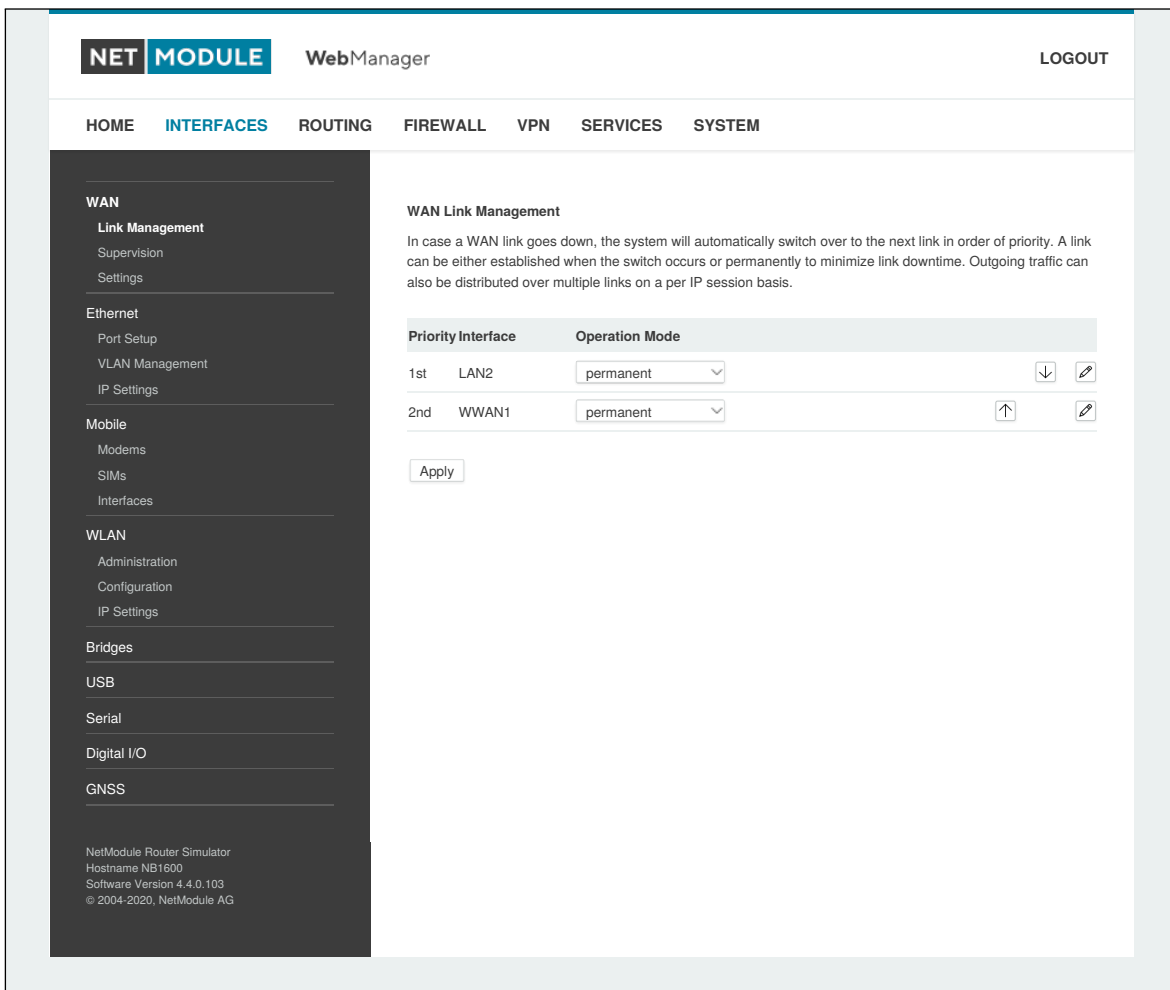 NET MODULE WebManager LOGOUT
HOME INTERFACES ROUTING FIREWALL VPN SERVICES SYSTEM
WAN
Link Management
Supervision
Settings
Ethernet
Port Setup
VLAN Management
IP Settings
Mobile
Modems
SIMs
Interfaces
WLAN
Administration
Configuration
IP Settings
Bridges
USB
Serial
Digital I/O
GNSS
NetModule Router Simulator
Hostname NB1600
Software Version 4.4.0.103
© 2004-2020, NetModule AG
WAN Link Management
In case a WAN link goes down, the system will automatically switch over to the next link in order of priority. A link
can be either established when the switch occurs or permanently to minimize link downtime. Outgoing traffic can
also be distributed over multiple links on a per IP session basis.
Priority Interface Operation Mode
1st LAN2 permanent
2nd WWAN1 permanent
Apply